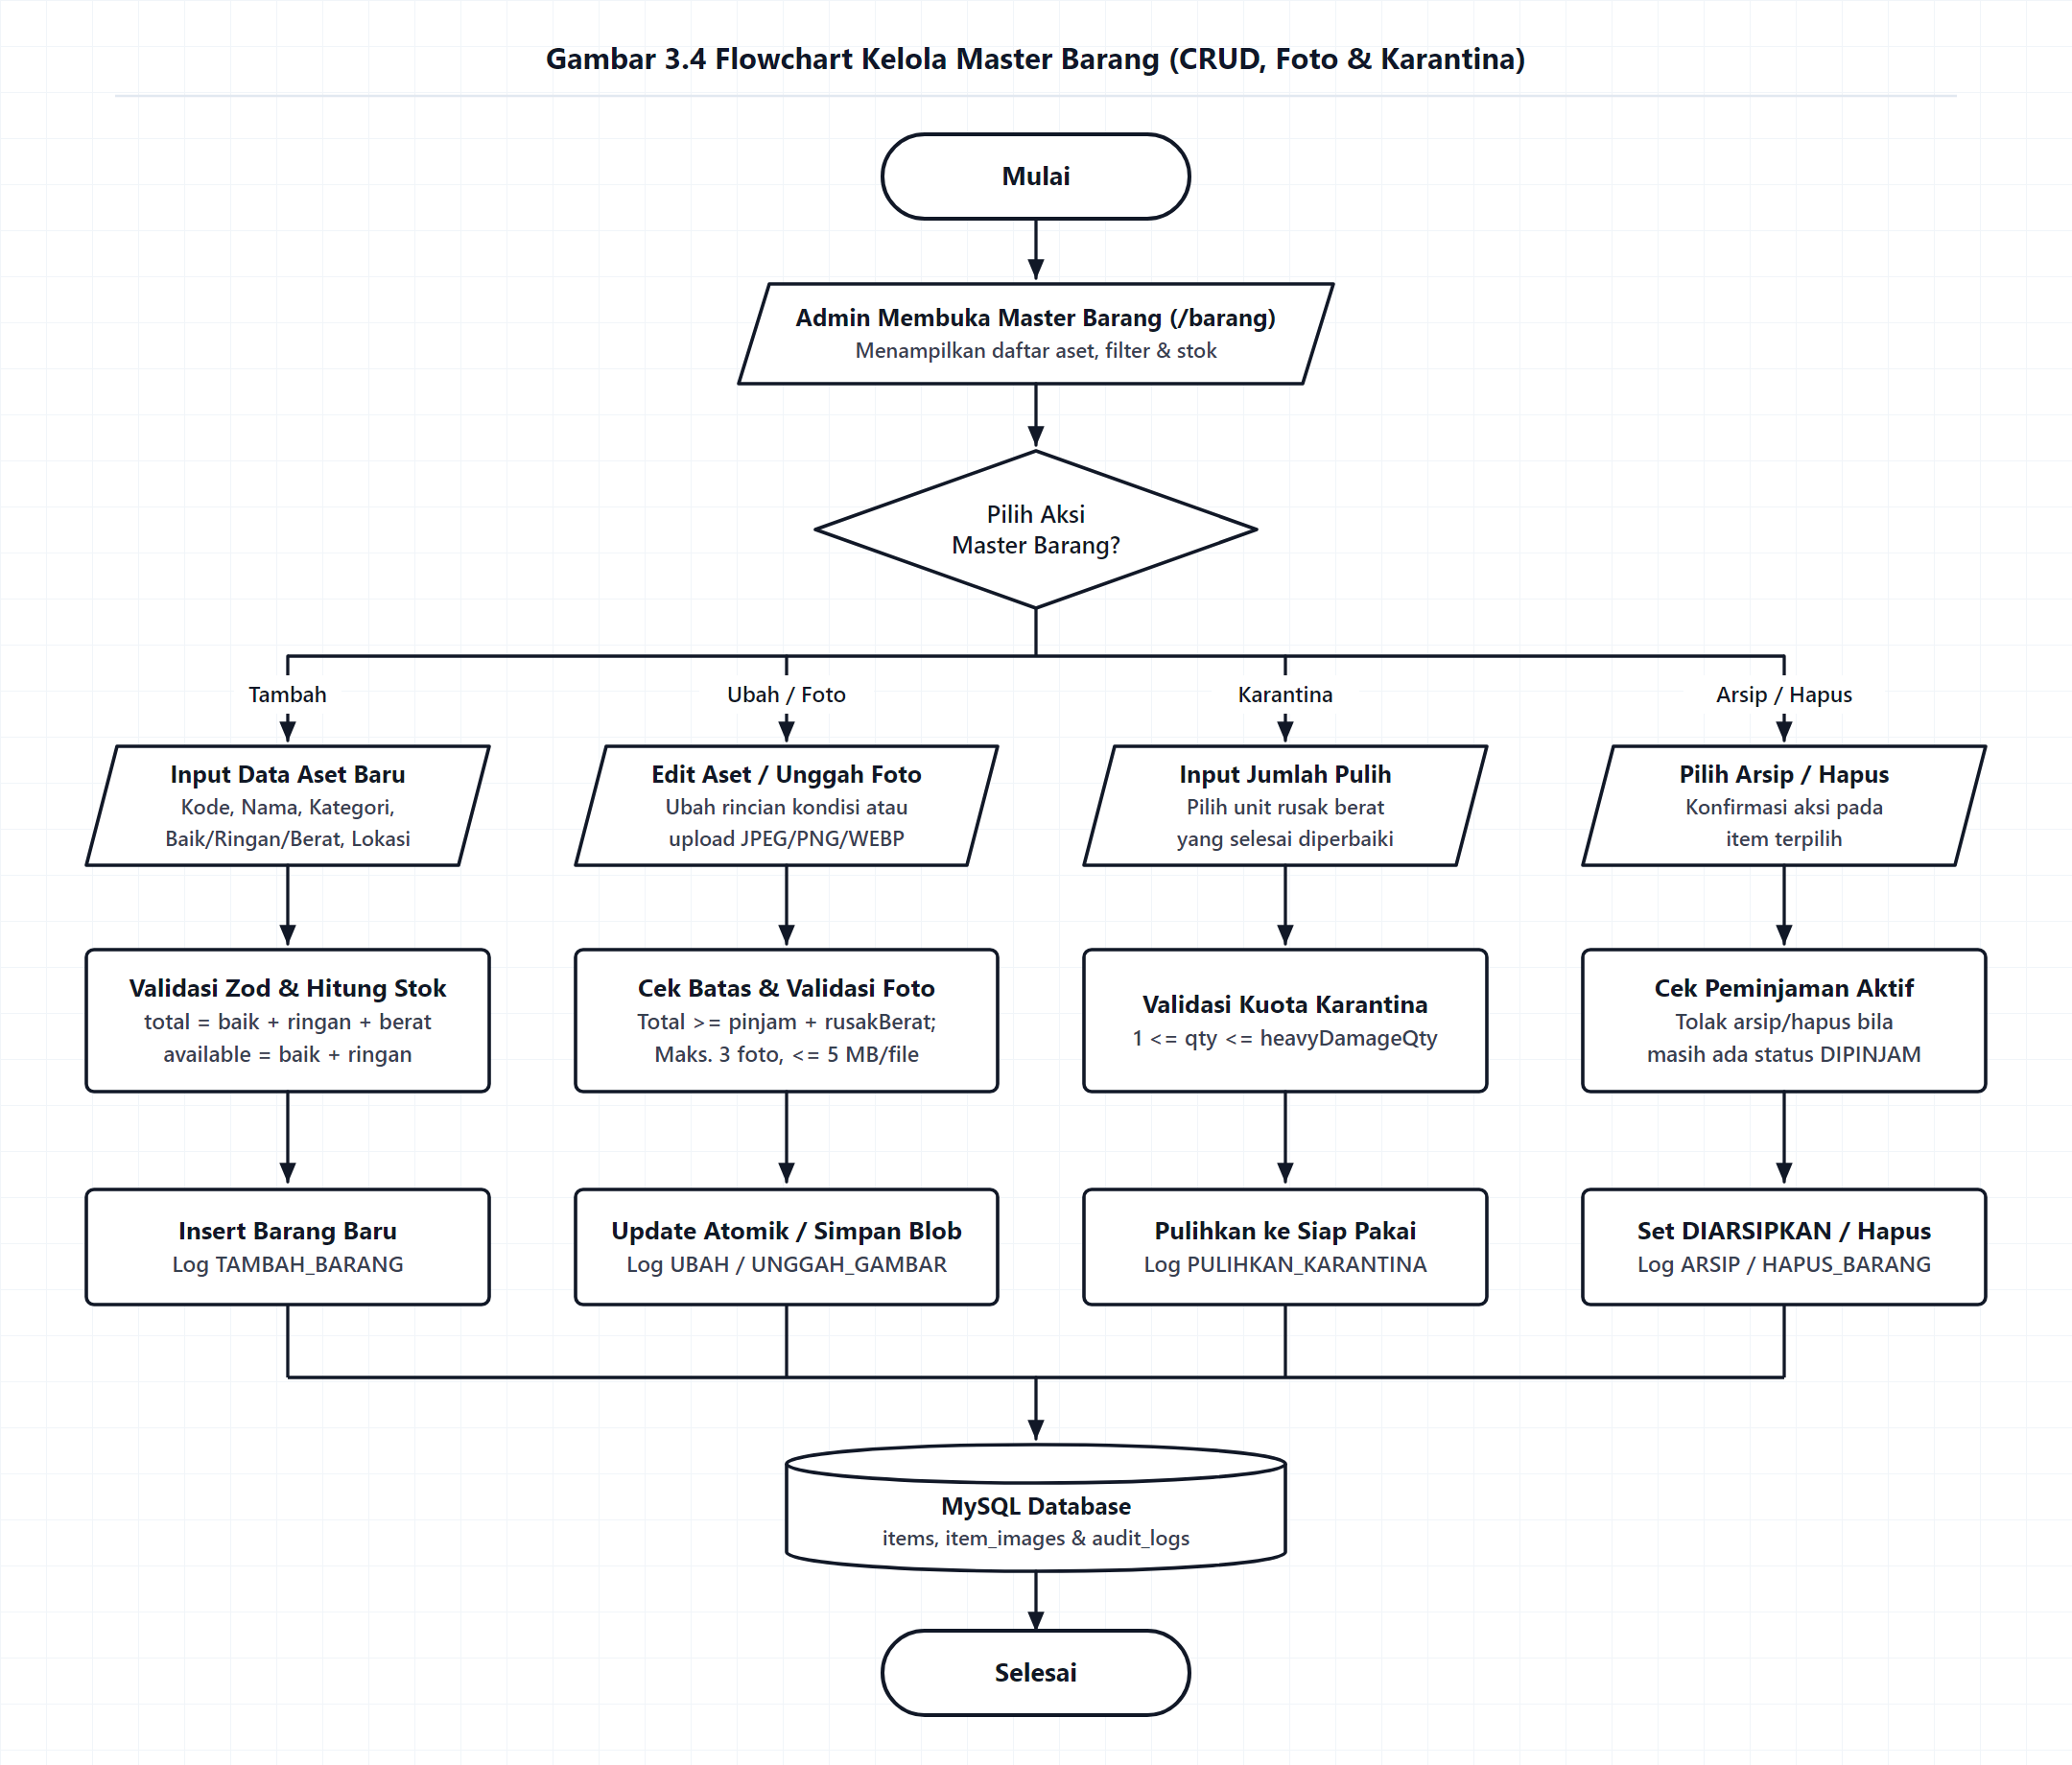 Gambar 3.4 Flowchart Kelola Master Barang (CRUD, Foto & Karantina)
Mulai
Admin Membuka Master Barang (/barang)
Menampilkan daftar aset, filter & stok
Pilih Aksi
Master Barang?
Tambah
Ubah / Foto
Karantina
Arsip / Hapus
Input Data Aset Baru
Kode, Nama, Kategori,
Baik/Ringan/Berat, Lokasi
Edit Aset / Unggah Foto
Ubah rincian kondisi atau
upload JPEG/PNG/WEBP
Input Jumlah Pulih
Pilih unit rusak berat
yang selesai diperbaiki
Pilih Arsip / Hapus
Konfirmasi aksi pada
item terpilih
Validasi Zod & Hitung Stok
total = baik + ringan + berat
available = baik + ringan
Cek Batas & Validasi Foto
Total >= pinjam + rusakBerat;
Maks. 3 foto, <= 5 MB/file
Validasi Kuota Karantina
1 <= qty <= heavyDamageQty
Cek Peminjaman Aktif
Tolak arsip/hapus bila
masih ada status DIPINJAM
Insert Barang Baru
Log TAMBAH_BARANG
Update Atomik / Simpan Blob
Log UBAH / UNGGAH_GAMBAR
Pulihkan ke Siap Pakai
Log PULIHKAN_KARANTINA
Set DIARSIPKAN / Hapus
Log ARSIP / HAPUS_BARANG
MySQL Database
items, item_images & audit_logs
Selesai